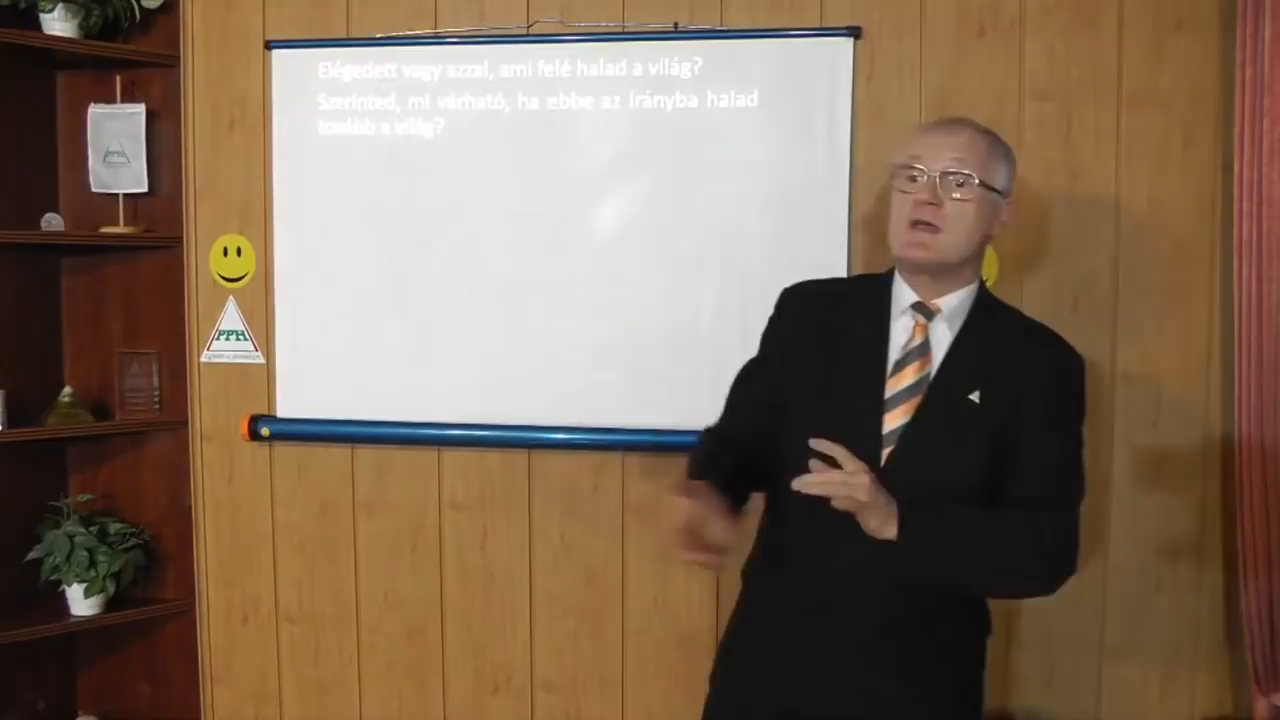 Elégedett vagy azzal, ami felé halad a világ?
Szerinted, mi várható, ha ebbe az irányba halad
tovább a világ?
PPH